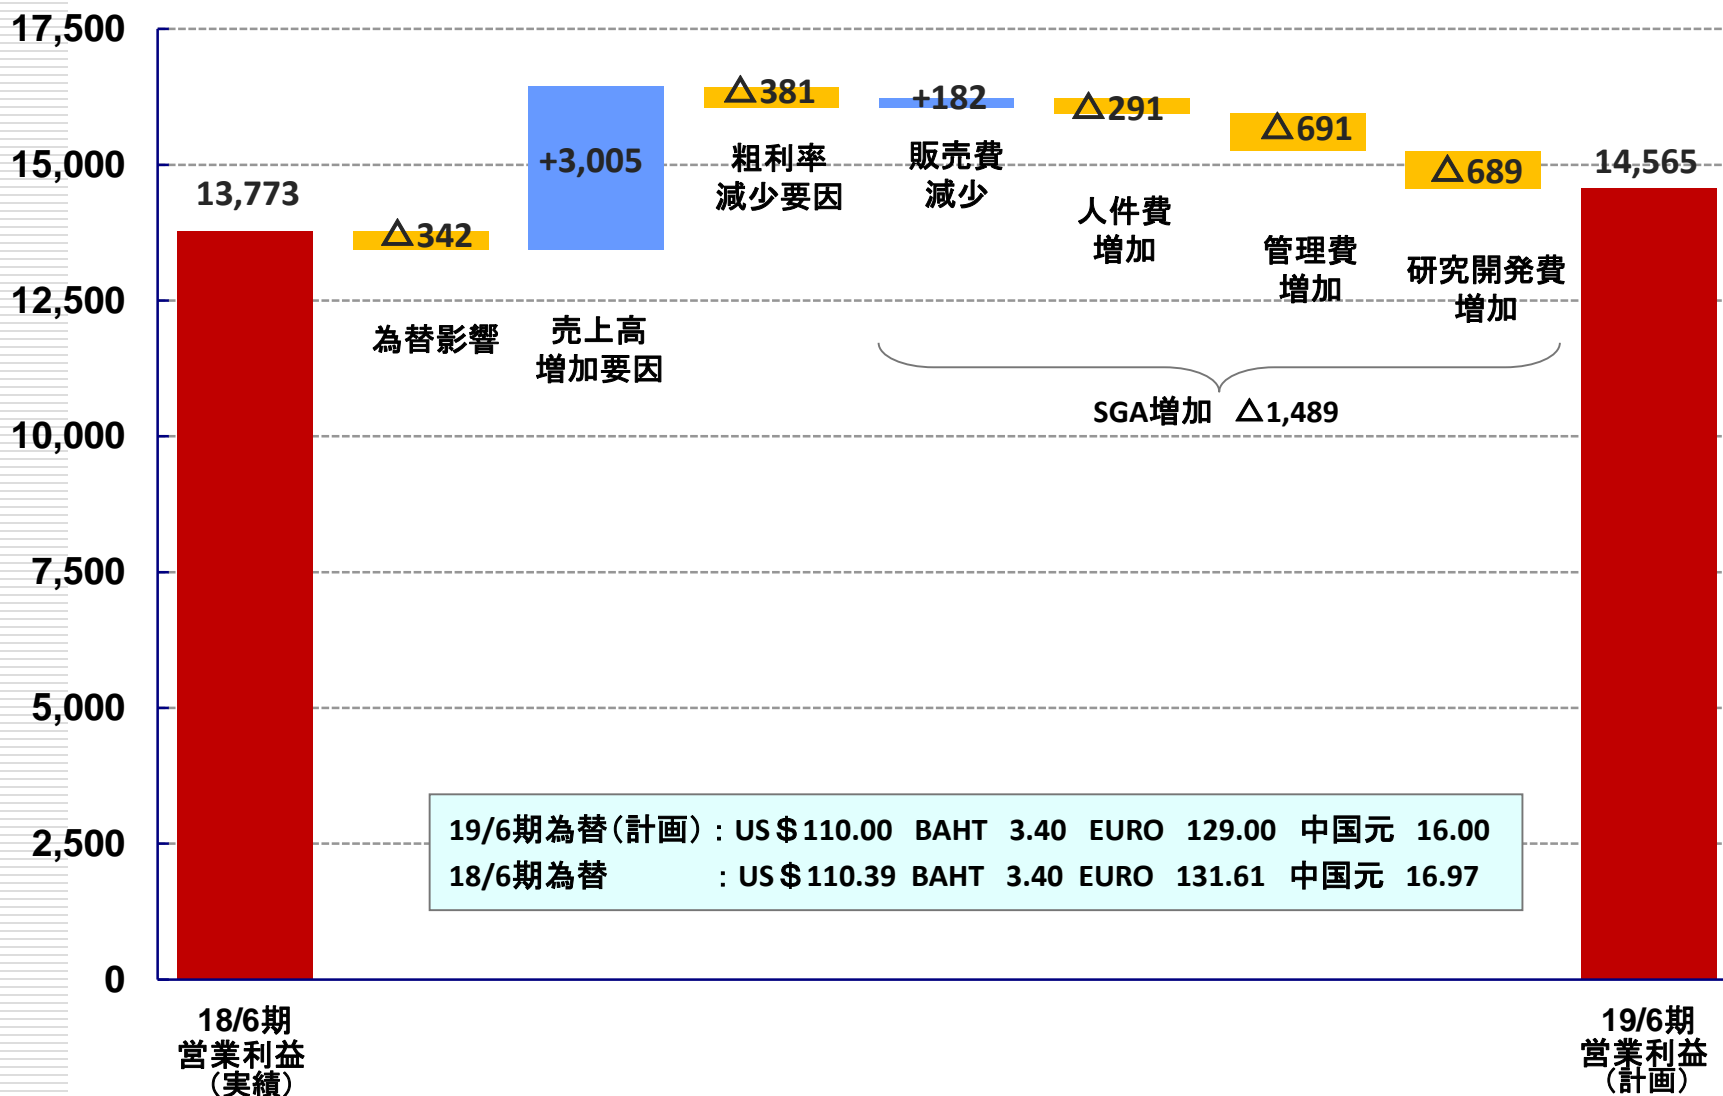 17,500
15,000
12,500
10,000
7,500
5,000
2,500
0
13,773
△342
+3,005
△381
+182
△291
△691
△689
14,565
為替影響
売上高
増加要因
粗利率
減少要因
販売費
減少
人件費
増加
管理費
増加
研究開発費
増加
SGA増加 △1,489
19/6期為替(計画) : US$110.00 BAHT 3.40 EURO 129.00 中国元 16.00
18/6期為替 : US$110.39 BAHT 3.40 EURO 131.61 中国元 16.97
18/6期
営業利益
(実績)
19/6期
営業利益
(計画)